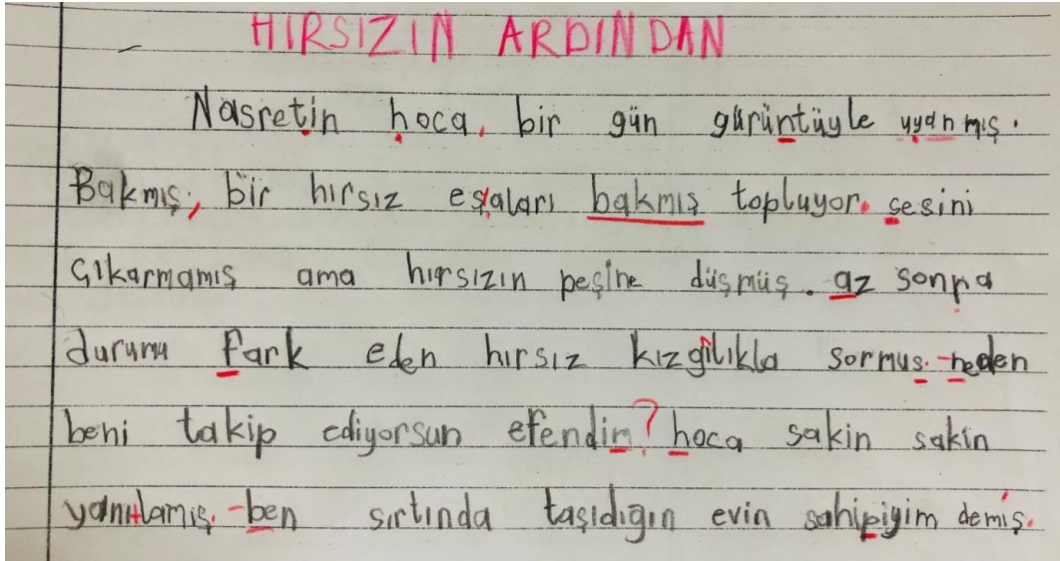 HIRSIZIN ARDINDAN
Nasretin hoca, bir gün gürüntüyle uyanmış.
Bakmış, bir hırsız eşyaları bakmış topluyor. sesini
çıkarmamış ama hırsızın peşine düşmüş. az sonra
durumu fark eden hırsız kızgılıkla sormuş. -neden
beni takip ediyorsun efendim? hoca sakin sakin
yanıtlamış. -ben sırtında taşıdığın evin sahipiyim demiş.